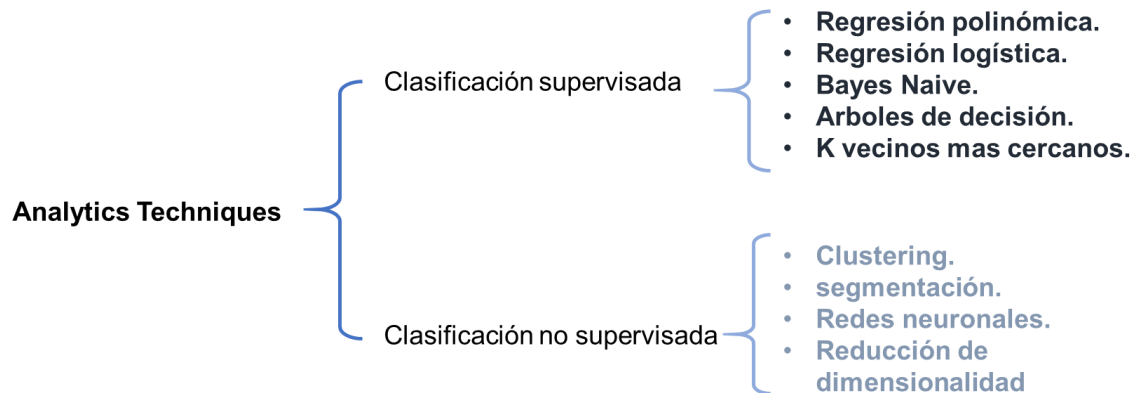 Analytics Techniques
Clasificación supervisada
• Regresión polinómica.
• Regresión logística.
• Bayes Naive.
• Arboles de decisión.
• K vecinos mas cercanos.
Clasificación no supervisada
• Clustering.
• segmentación.
• Redes neuronales.
• Reducción de
dimensionalidad